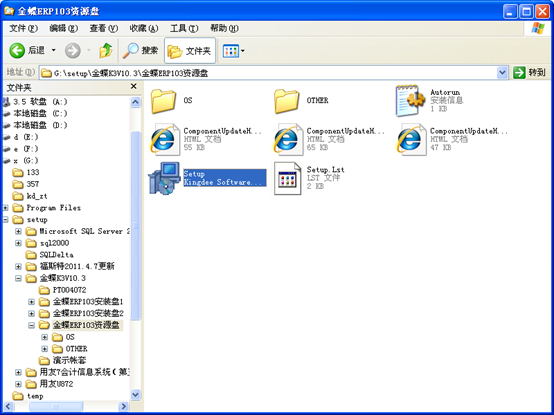 金蝶ERP103资源盘
文件(F) 编辑(E) 查看(V) 收藏(A) 工具(T) 帮助(H)
后退 搜索 文件夹
地址(D) G:\setup\金蝶K3V10.3\金蝶ERP103资源盘 转到
文件夹
3.5 软盘 (A:)
本地磁盘 (C:)
本地磁盘 (D:)
d (E:)
e (F:)
x (G:)
133
357
kd_zt
Program Files
setup
Microsoft SQL Server 2
sql2000
SQLDelta
福斯特2011.4.7更新
金蝶K3V10.3
PT004072
金蝶ERP103安装盘1
金蝶ERP103安装盘2
金蝶ERP103资源盘
OS
OTHER
演示帐套
用友7会计信息系统(第五
用友U872
temp
OS
OTHER
Autorun
安装信息
1 KB
ComponentUpdateH...
HTML 文档
55 KB
ComponentUpdateH...
HTML 文档
65 KB
ComponentUpdateH...
HTML 文档
47 KB
Setup
Kingdee Software...
Setup.Lst
LST 文件
2 KB